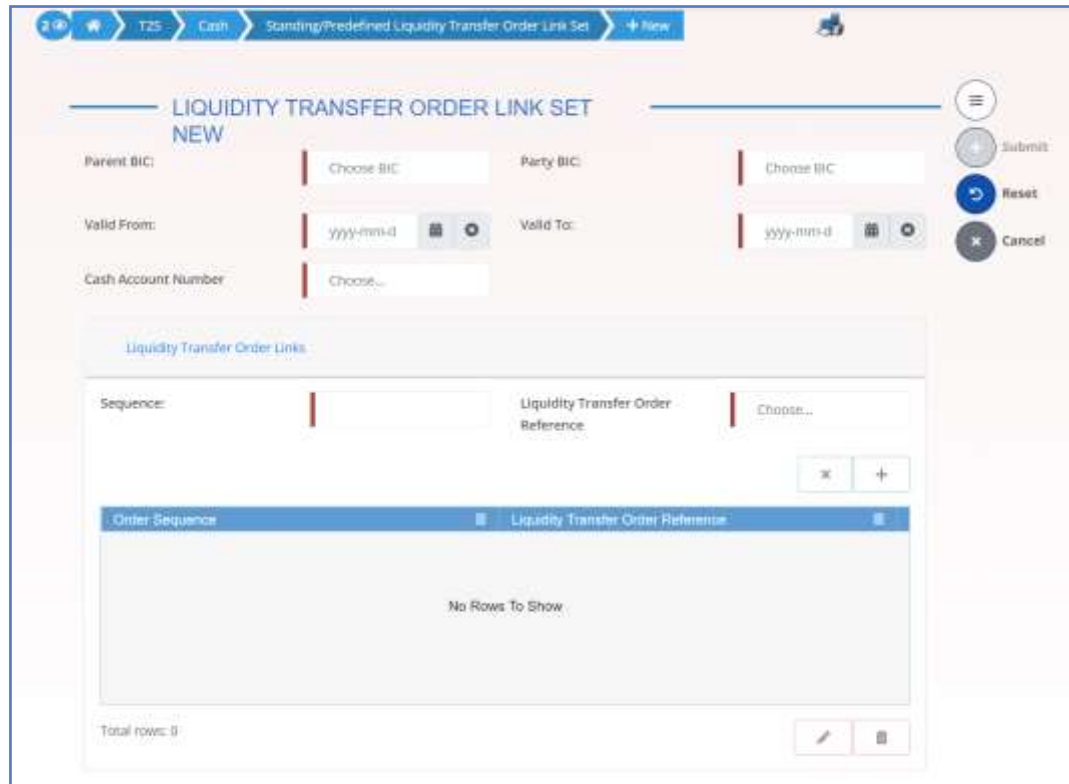 2 T2S Cash Standing/Predefined Liquidity Transfer Order Link Set + New
LIQUIDITY TRANSFER ORDER LINK SET
NEW
Parent BIC: Choose BIC Party BIC: Choose BIC
Submit
Reset
Valid From: yyyy-mm-d Valid To: yyyy-mm-d
Cancel
Cash Account Number Choose...
Liquidity Transfer Order Links
Sequence: Liquidity Transfer Order Choose...
Reference
Order Sequence Liquidity Transfer Order Reference
No Rows To Show
Total rows: 0